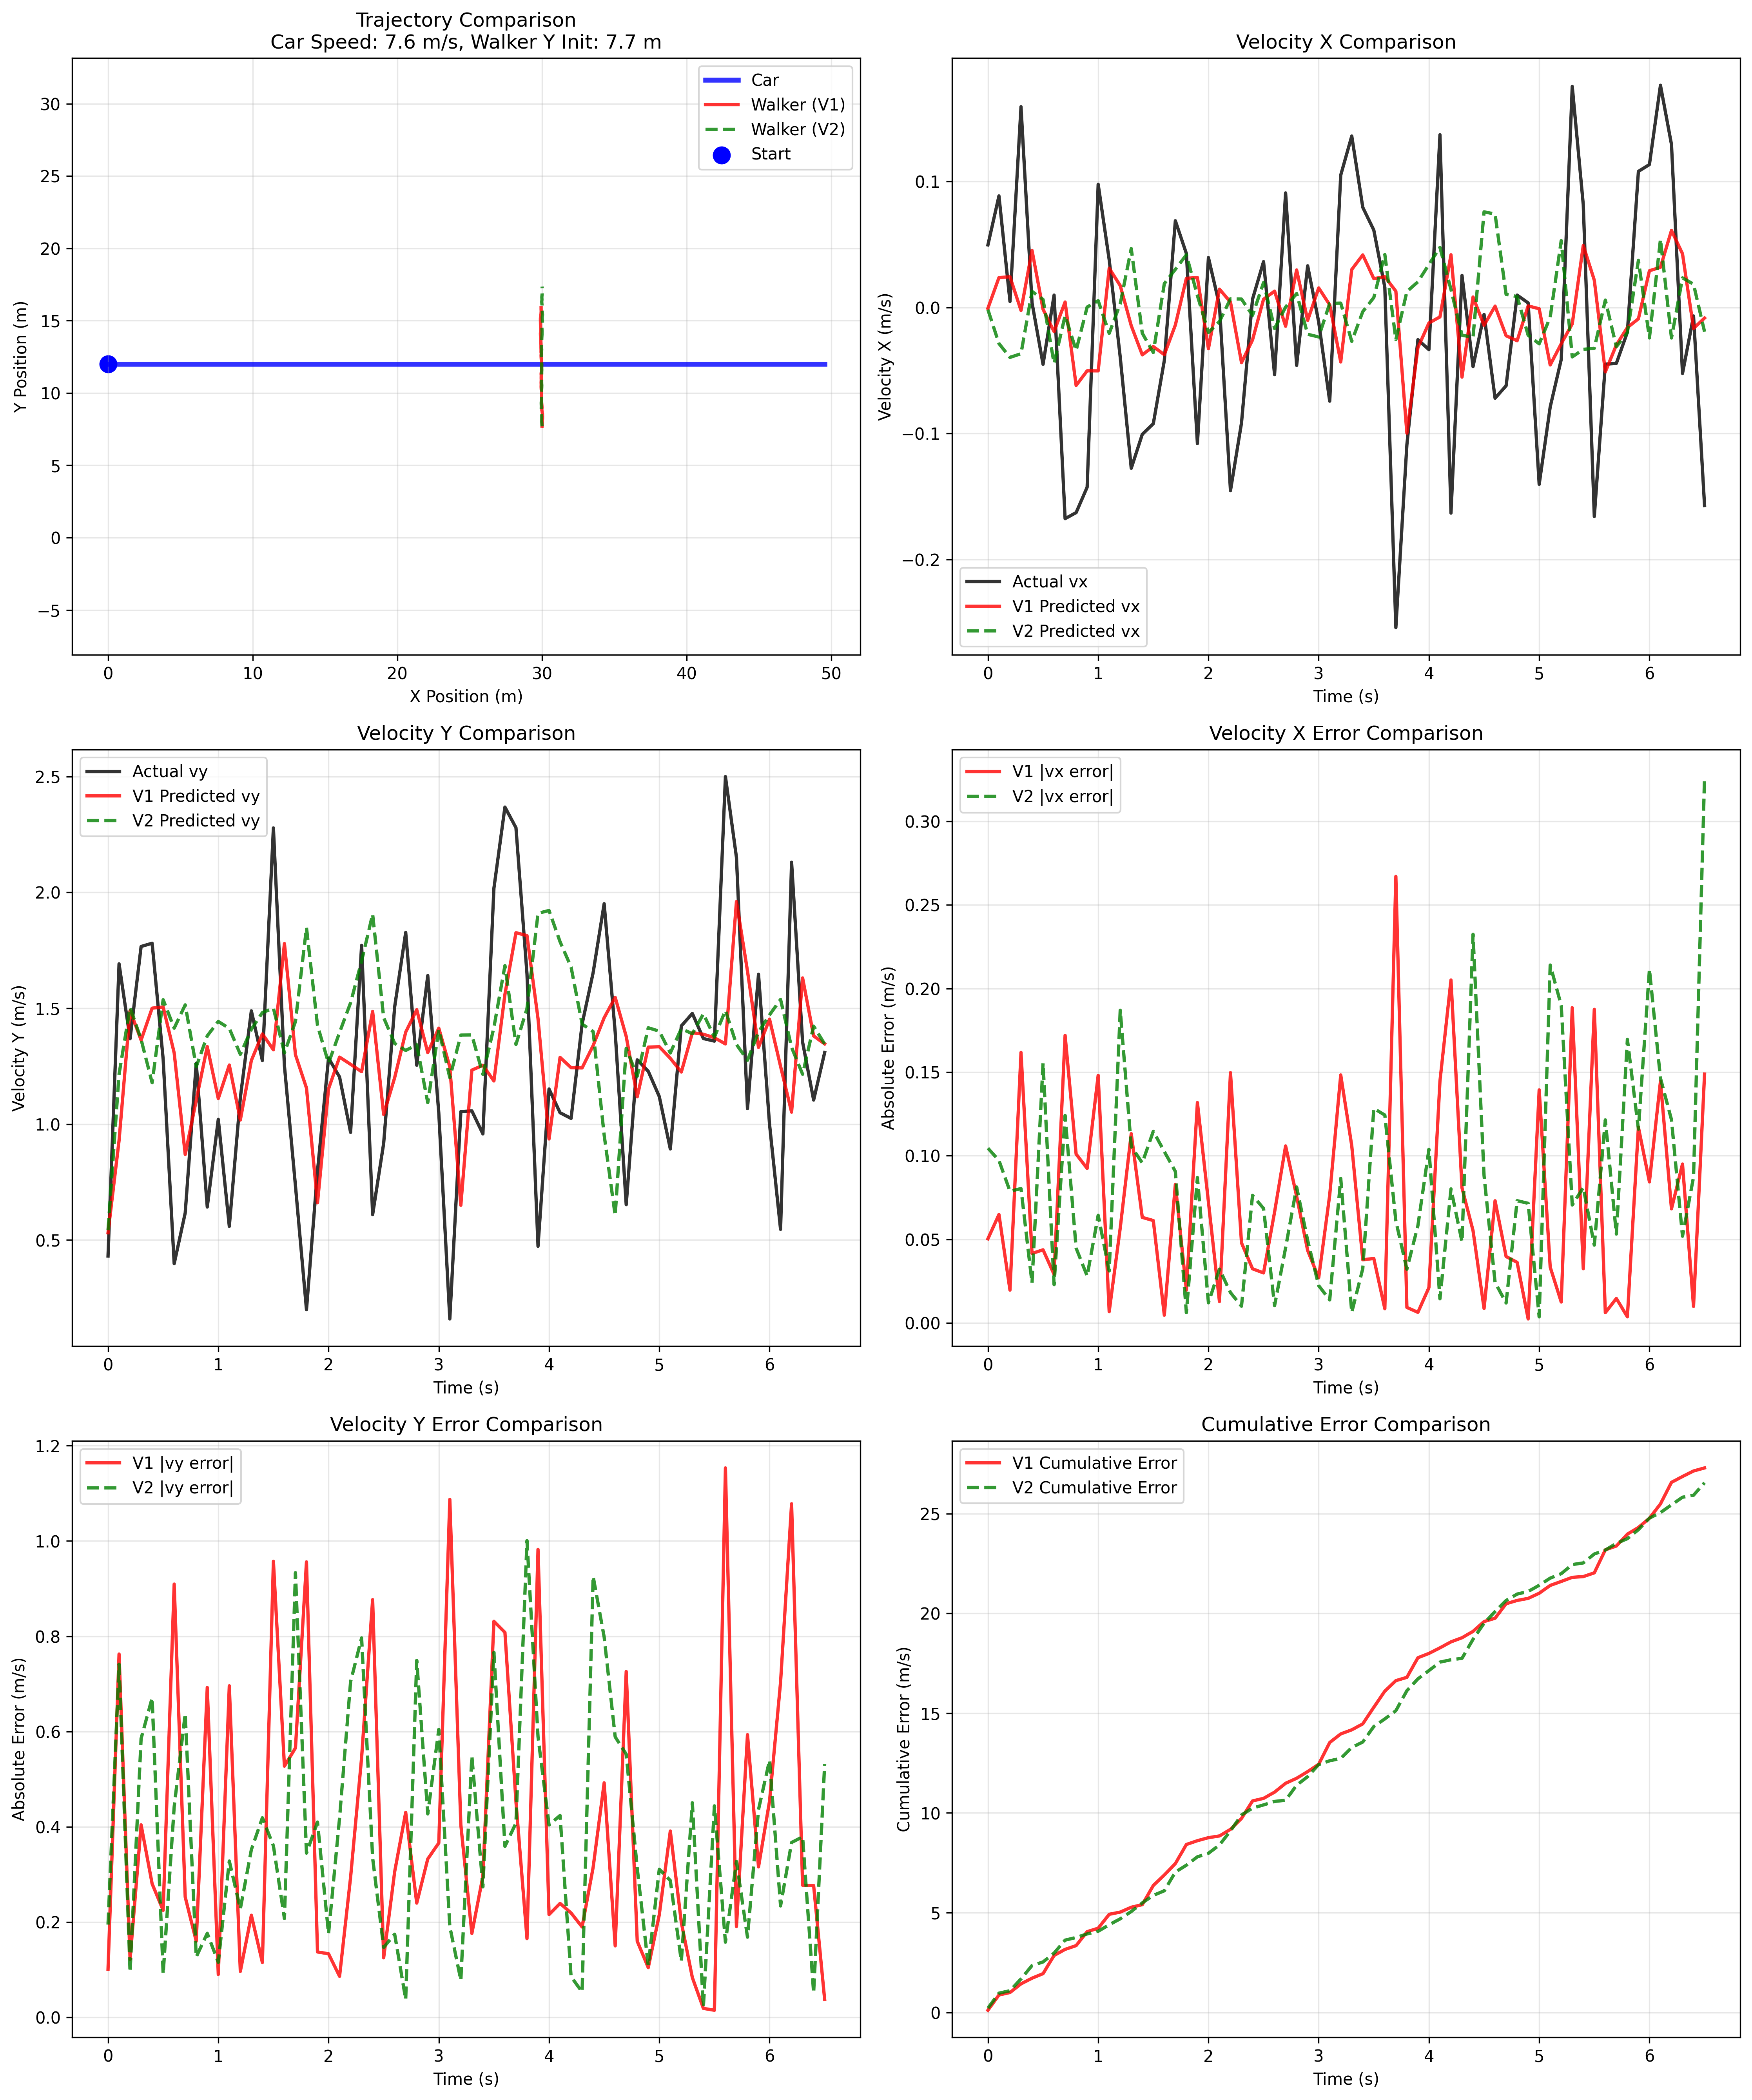 Trajectory Comparison
Car Speed: 7.6 m/s, Walker Y Init: 7.7 m
Car
Walker (V1)
Walker (V2)
Start
30
25
20
15
10
5
0
−5
Y Position (m)
0 10 20 30 40 50
X Position (m)
Velocity X Comparison
0.1
0.0
−0.1
−0.2
Velocity X (m/s)
Actual vx
V1 Predicted vx
V2 Predicted vx
0 1 2 3 4 5 6
Time (s)
Velocity Y Comparison
Actual vy
V1 Predicted vy
V2 Predicted vy
2.5
2.0
1.5
1.0
0.5
Velocity Y (m/s)
0 1 2 3 4 5 6
Time (s)
Velocity X Error Comparison
V1 |vx error|
V2 |vx error|
0.30
0.25
0.20
0.15
0.10
0.05
0.00
Absolute Error (m/s)
0 1 2 3 4 5 6
Time (s)
Velocity Y Error Comparison
V1 |vy error|
V2 |vy error|
1.2
1.0
0.8
0.6
0.4
0.2
0.0
Absolute Error (m/s)
0 1 2 3 4 5 6
Time (s)
Cumulative Error Comparison
V1 Cumulative Error
V2 Cumulative Error
25
20
15
10
5
0
Cumulative Error (m/s)
0 1 2 3 4 5 6
Time (s)